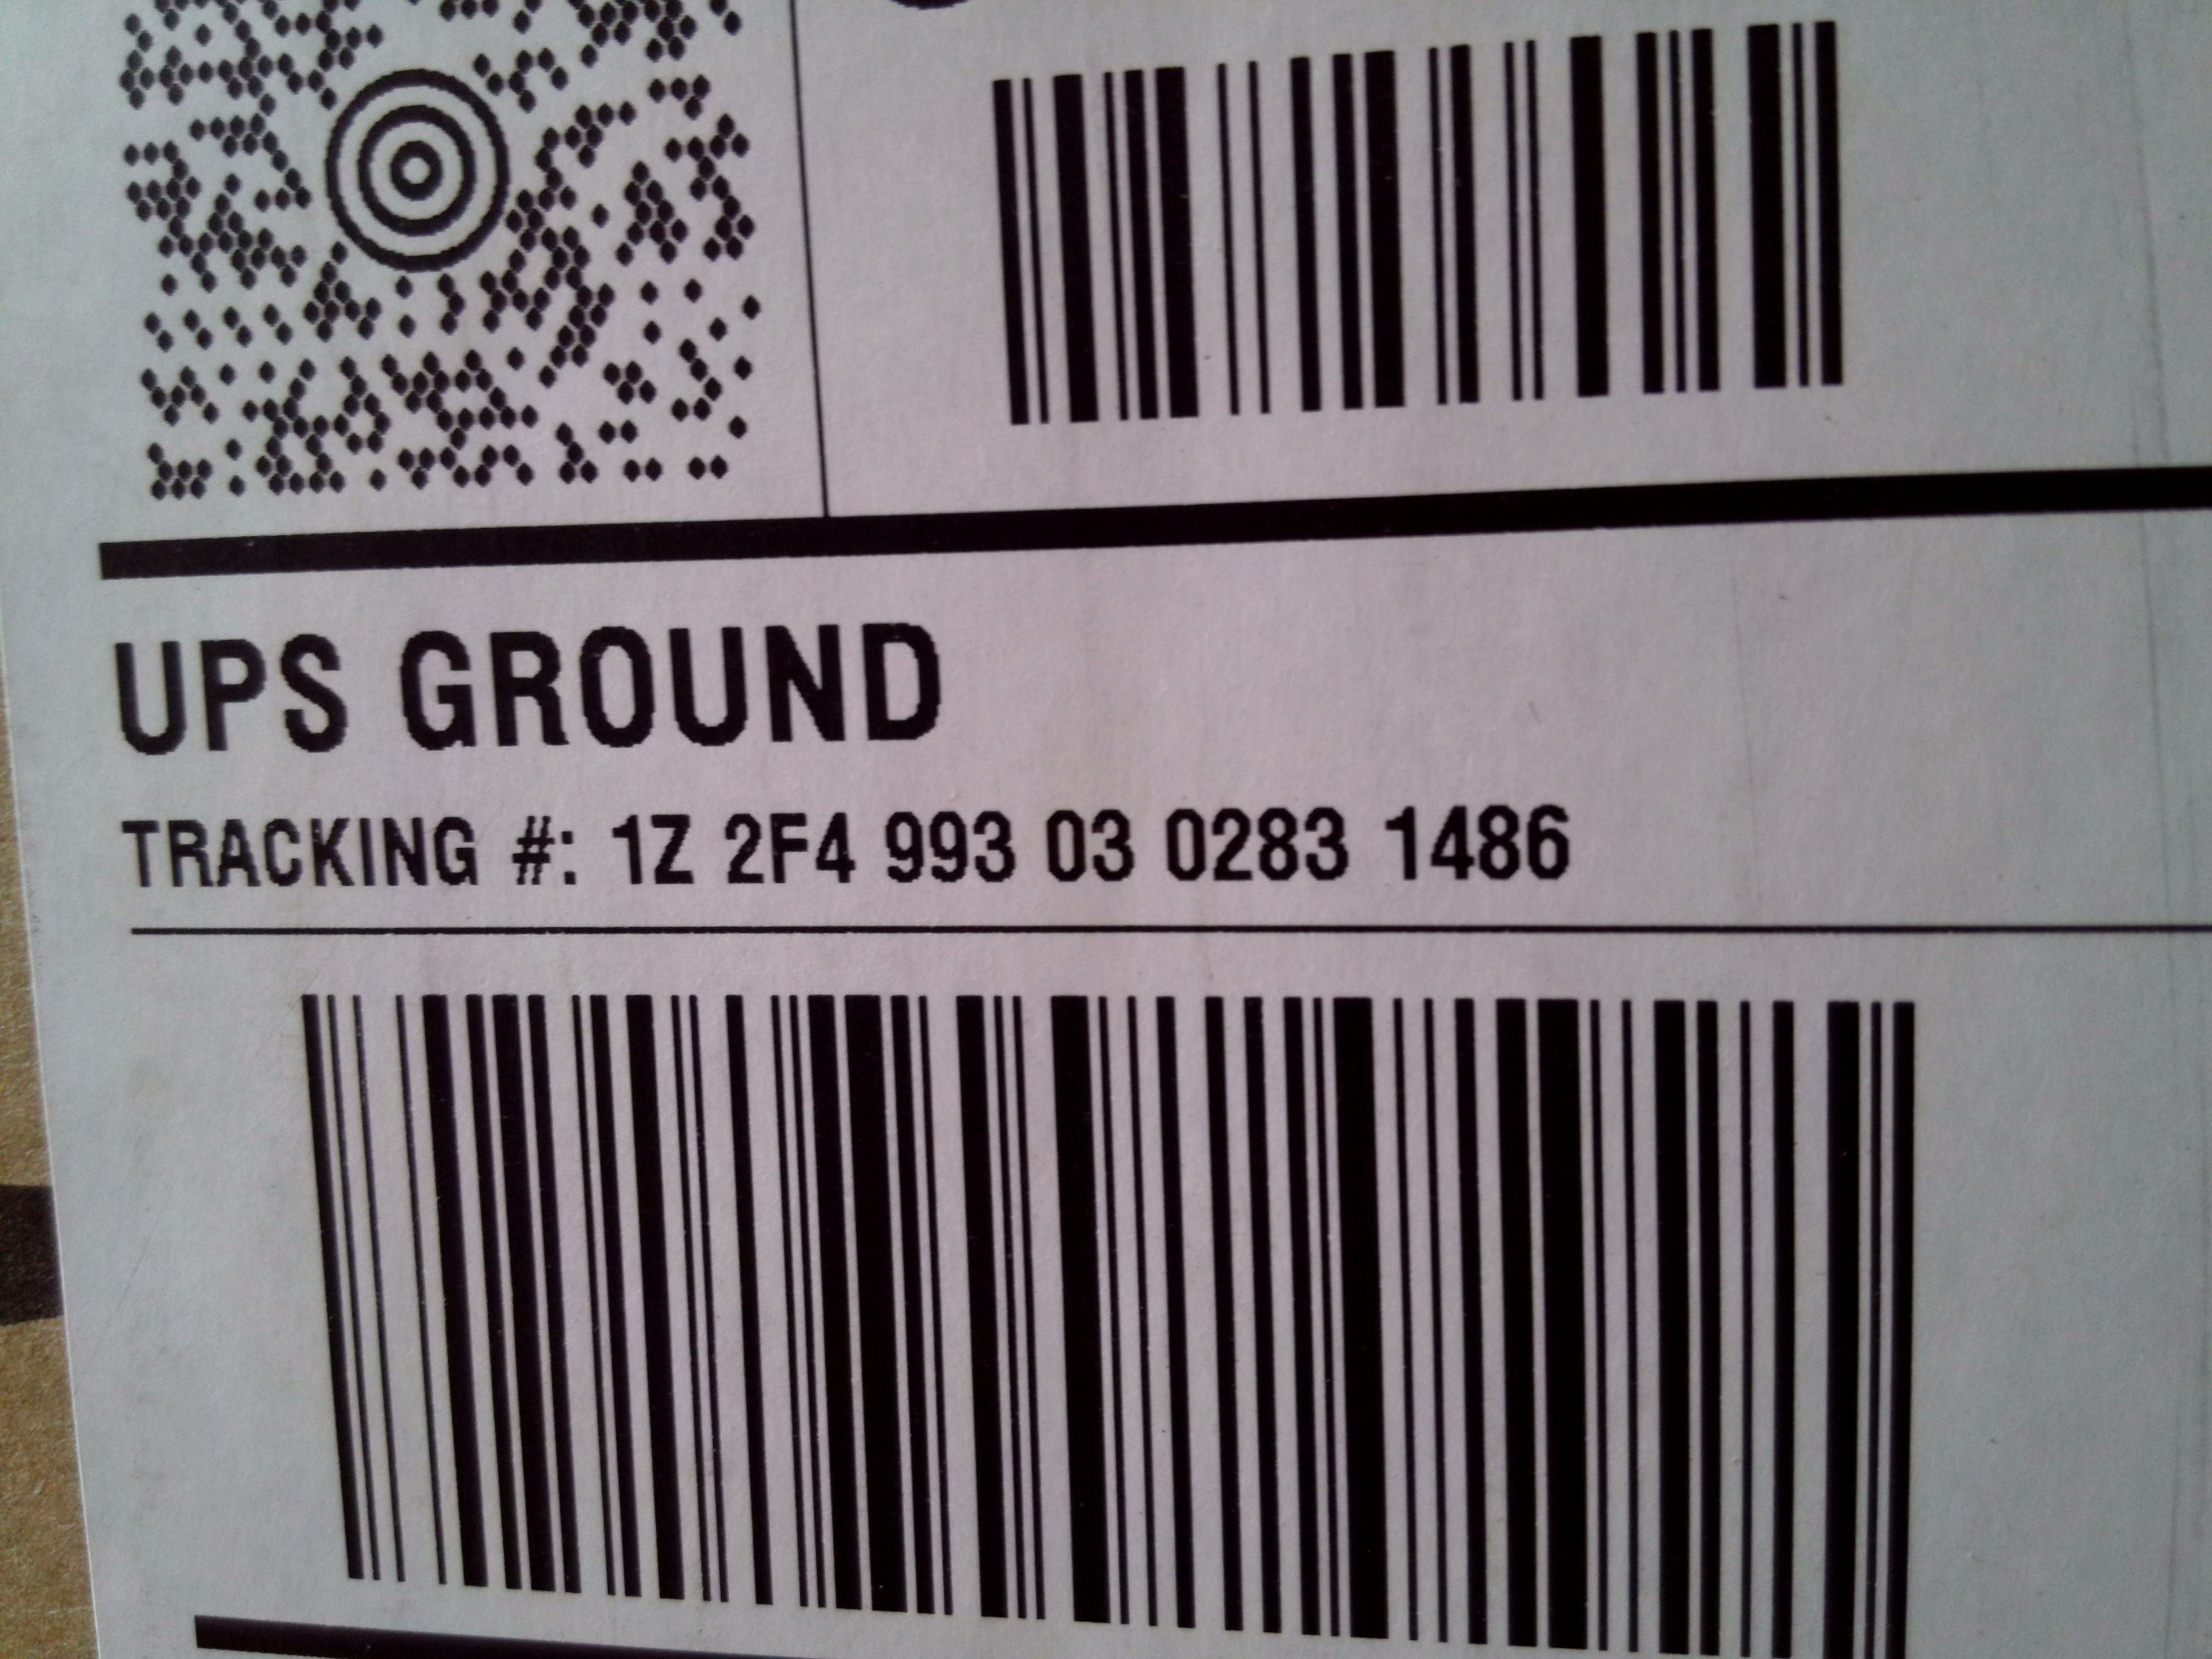 UPS GROUND
TRACKING #: 1Z 2F4 993 03 0283 1486